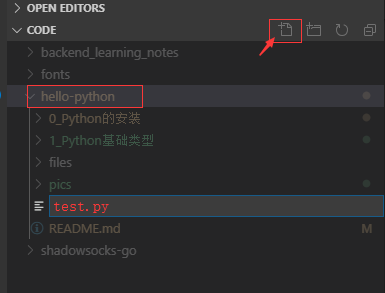 OPEN EDITORS
CODE
backend_learning_notes
fonts
hello-python
0_Python的安装
1_Python基础类型
files
pics
test.py
README.md M
shadowsocks-go